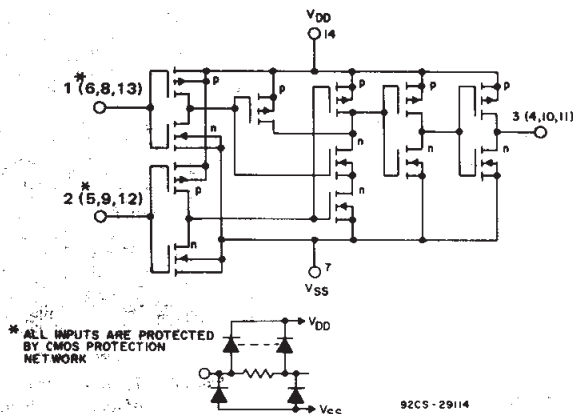 VDD
14
p
p
p
p
p
1 * (6,8,13)
3 (4,10,11)
n
n
n
n
2 * (5,9,12)
p
n
n
7
VSS
* ALL INPUTS ARE PROTECTED
BY CMOS PROTECTION
NETWORK
VDD
VSS
92CS-29114